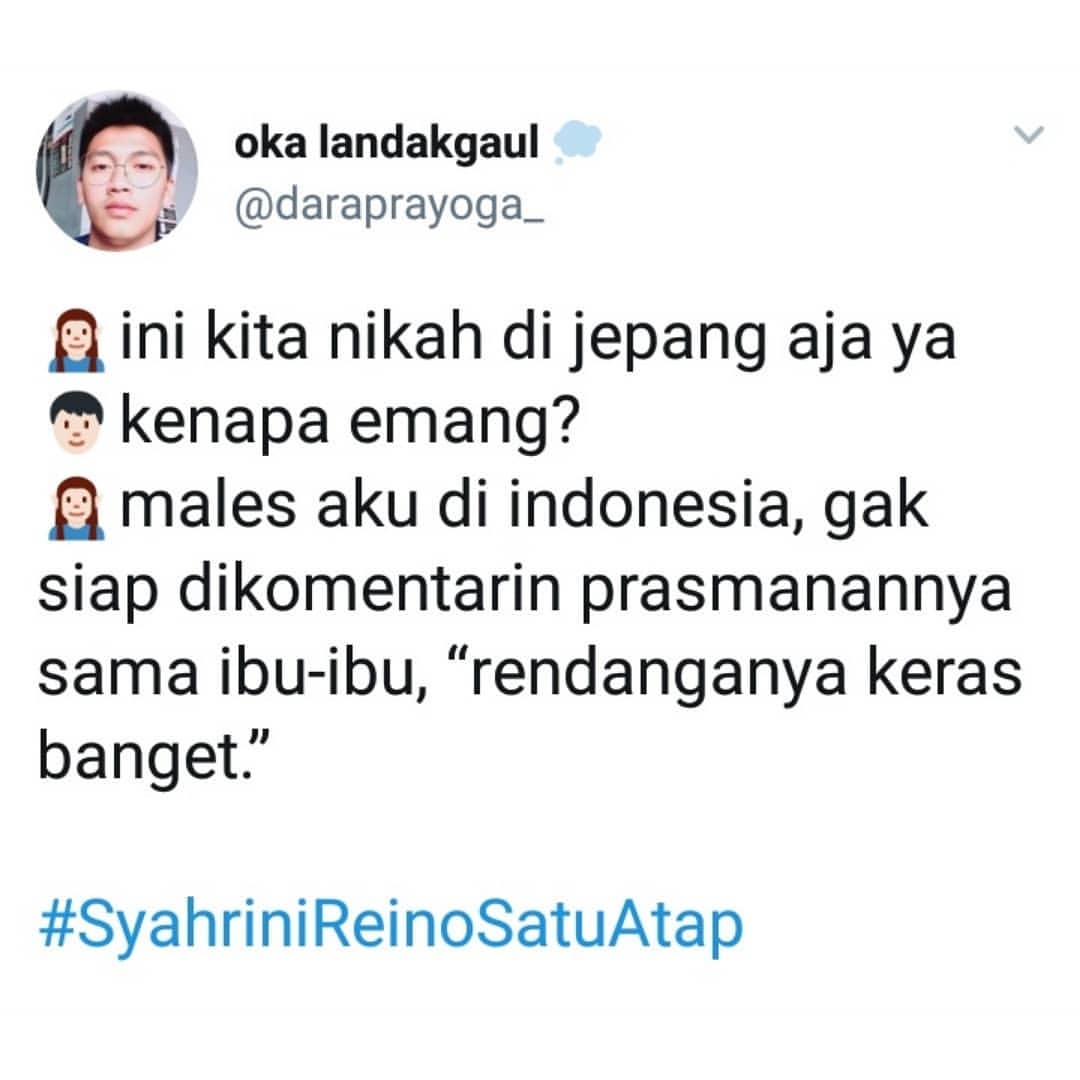 oka landakgaul
@daraprayoga_
ini kita nikah di jepang aja ya
kenapa emang?
males aku di indonesia, gak
siap dikomentarin prasmanannya
sama ibu-ibu, “rendanganya keras
banget.”
#SyahriniReinoSatuAtap